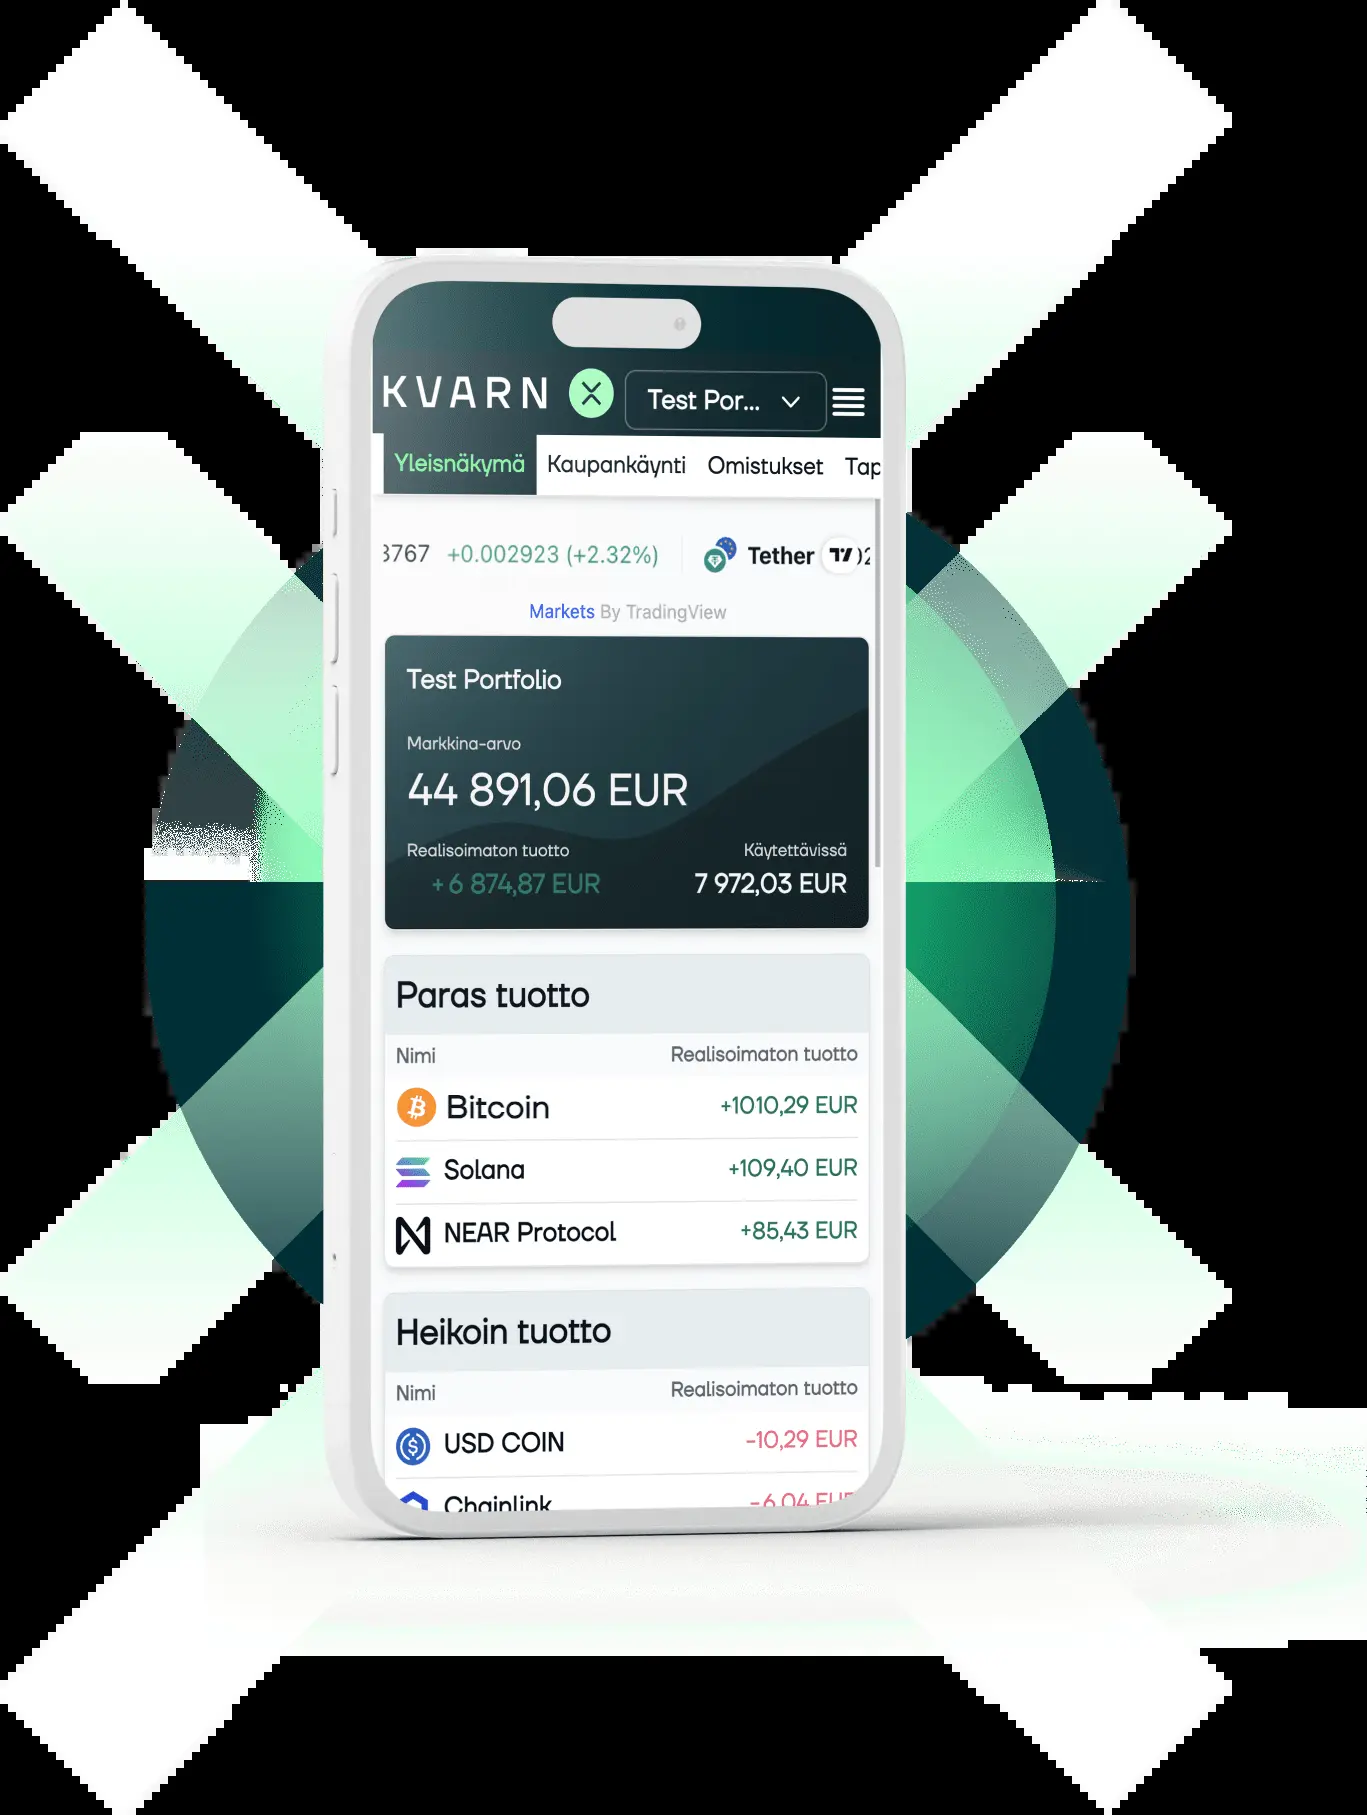 KVARN X Test Por...
Yleisnäkymä Kaupankäynti Omistukset Tap
3767 +0.002923 (+2.32%) Tether
Markets By TradingView
Test Portfolio
Markkina-arvo
44 891,06 EUR
Realisoimaton tuotto Käytettävissä
+6 874,87 EUR 7 972,03 EUR
Paras tuotto
Nimi Realisoimaton tuotto
Bitcoin +1010,29 EUR
Solana +109,40 EUR
NEAR Protocol +85,43 EUR
Heikoin tuotto
Nimi Realisoimaton tuotto
USD COIN -10,29 EUR
Chainlink -6,04 EUR